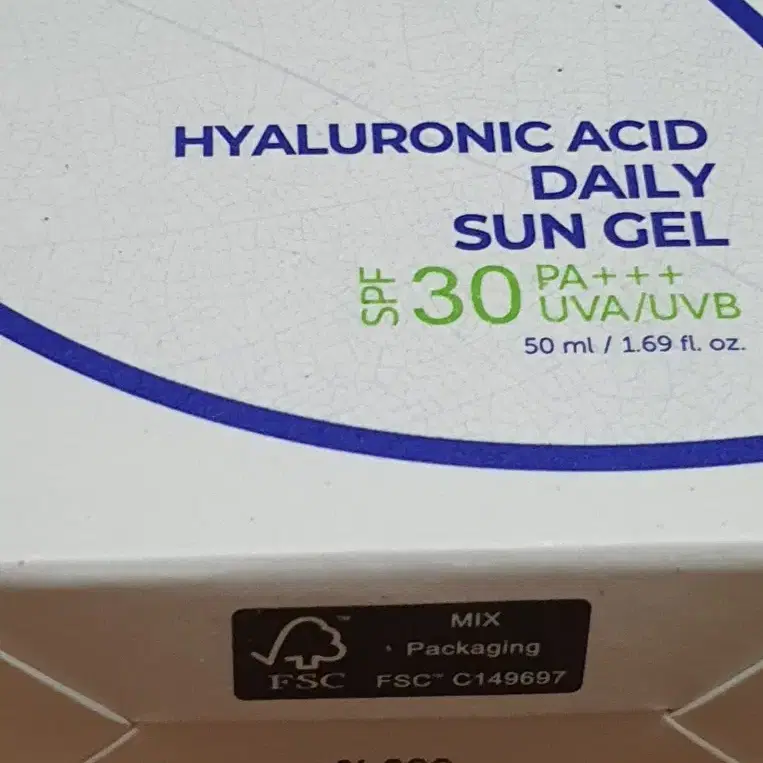 HYALURONIC ACID
DAILY
SUN GEL
SPF 30 PA+++
UVA/UVB
50 ml / 1.69 fl. oz.
FSC™
MIX
Packaging
FSC™ C149697